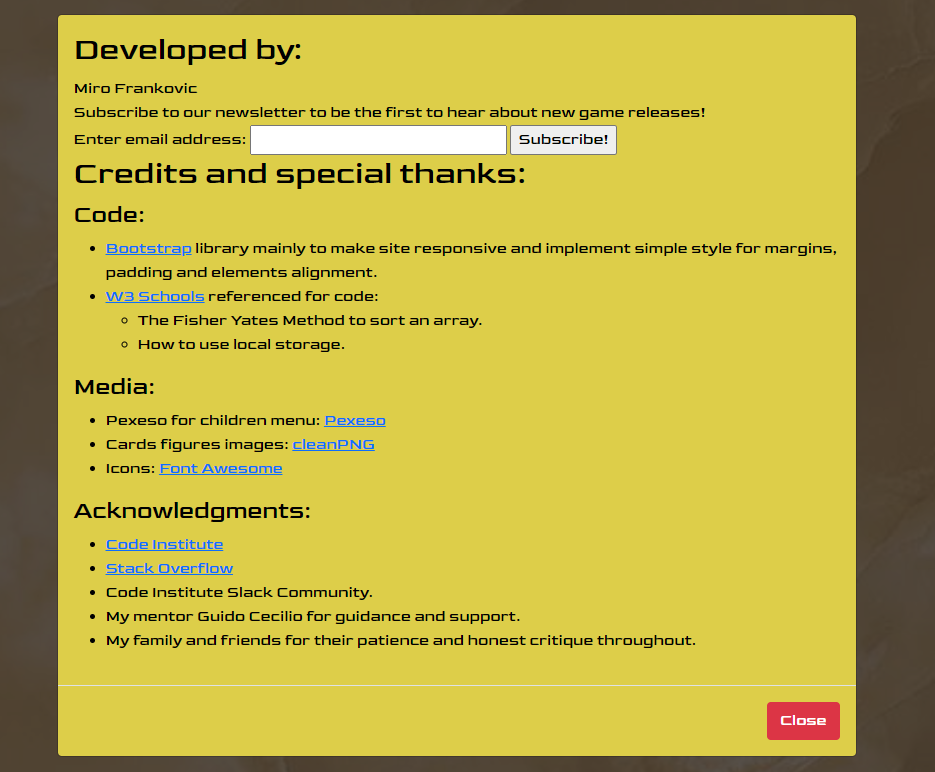 Developed by:
Miro Frankovic
Subscribe to our newsletter to be the first to hear about new game releases!
Enter email address: Subscribe!
Credits and special thanks:
Code:
Bootstrap library mainly to make site responsive and implement simple style for margins,
padding and elements alignment.
W3 Schools referenced for code:
The Fisher Yates Method to sort an array.
How to use local storage.
Media:
Pexeso for children menu: Pexeso
Cards figures images: cleanPNG
Icons: Font Awesome
Acknowledgments:
Code Institute
Stack Overflow
Code Institute Slack Community.
My mentor Guido Cecilio for guidance and support.
My family and friends for their patience and honest critique throughout.
Close